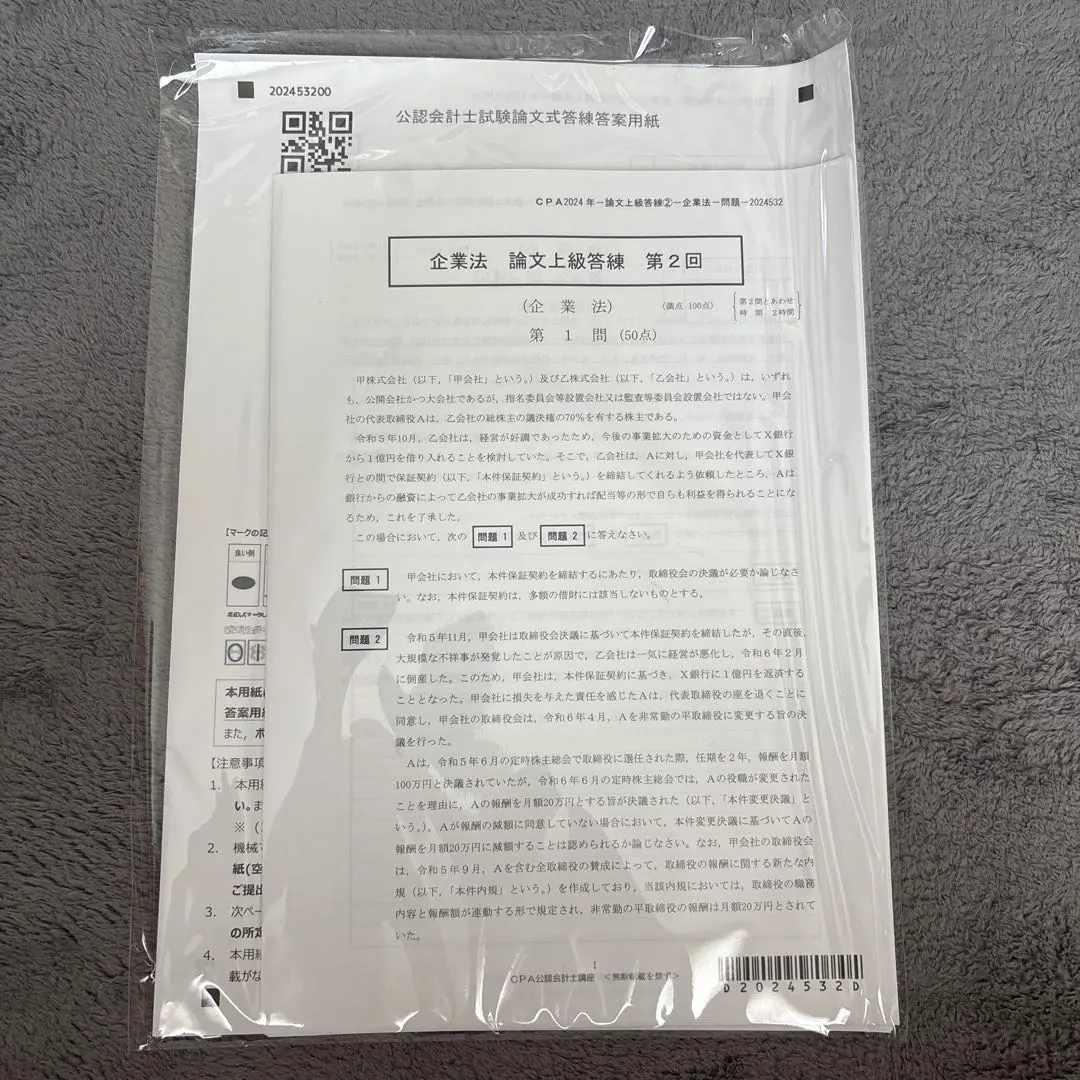 202453200
公認会計士試験論文式答練答案用紙
CPA2024年－論文上級答練②－企業法－問題－2024532
企業法　論文上級答練　第２回
（企　業　法）
（満点 100点）
第２問とあわせ
時　間　２時間
第　１　問（50点）
甲株式会社（以下，「甲会社」という。）及び乙株式会社（以下，「乙会社」という。）は，いずれ
も，公開会社かつ大会社であるが，指名委員会等設置会社又は監査等委員会設置会社ではない。甲会
社の代表取締役Ａは，乙会社の総株主の議決権の70％を有する株主である。
令和５年10月，乙会社は，経営が好調であったため，今後の事業拡大のための資金としてＸ銀行
から１億円を借り入れることを検討していた。そこで，乙会社は，Ａに対し，甲会社を代表してＸ銀
行との間で保証契約（以下，「本件保証契約」という。）を締結してくれるよう依頼したところ，Ａは
銀行からの融資によって乙会社の事業拡大が成功すれば配当等の形で自らも利益を得られることにな
るため，これを了承した。
この場合において，次の 問題１ 及び 問題２ に答えなさい。
問題１　甲会社において，本件保証契約を締結するにあたり，取締役会の決議が必要か論じなさ
い。なお，本件保証契約は，多額の借財には該当しないものとする。
問題２　令和５年11月，甲会社は取締役会決議に基づいて本件保証契約を締結したが，その直後，
大規模な不祥事が発覚したことが原因で，乙会社は一気に経営が悪化し，令和６年２月
に倒産した。このため，甲会社は，本件保証契約に基づき，Ｘ銀行に１億円を返済する
こととなった。甲会社に損失を与えた責任を感じたＡは，代表取締役の座を退くことに
同意し，甲会社の取締役会は，令和６年４月，Ａを非常勤の平取締役に変更する旨の決
議を行った。
Ａは，令和５年６月の定時株主総会で取締役に選任された際，任期を２年，報酬を月額
100万円と決議されていたが，令和６年６月の定時株主総会では，Ａの役職が変更された
ことを理由に，Ａの報酬を月額20万円とする旨が決議された（以下，「本件変更決議」と
いう。）。Ａが報酬の減額に同意していない場合において，本件変更決議に基づいてＡの
報酬を月額20万円に減額することは認められるか論じなさい。なお，甲会社の取締役会
は，令和５年９月，Ａを含む全取締役の賛成によって，取締役の報酬に関する新たな内
規（以下，「本件内規」という。）を作成しており，当該内規においては，取締役の職務
内容と報酬額が連動する形で規定され，非常勤の平取締役の報酬は月額20万円とされて
いた。
1
CPA公認会計士講座　＜無断転載を禁ず＞
D2024532D
【マークの記
良い例
本用紙
答案用
また，
【注意事項
1. 本用
い。ま
※（
2. 機械
紙(空
ご提出
3. 次ペー
の所定
4. 本用
載がな